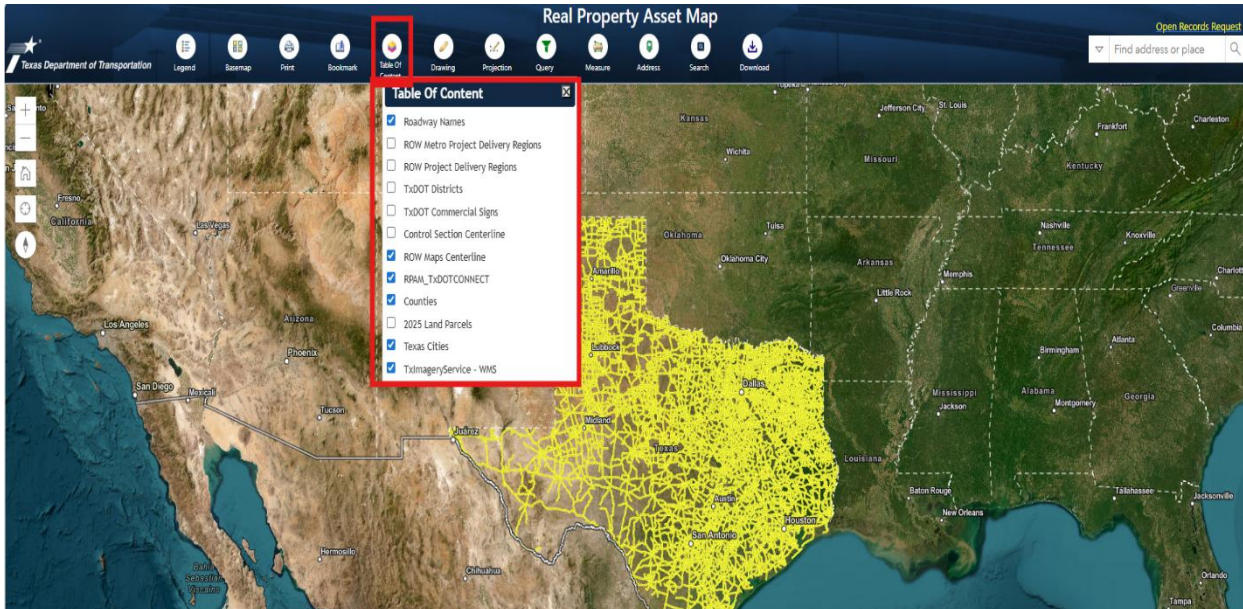 Real Property Asset Map
Open Records Request
Texas Department of Transportation
Legend
Basemap
Print
Bookmark
Table Of
Content
Drawing
Projection
Query
Measure
Address
Search
Download
Find address or place
Table Of Content
Roadway Names
ROW Metro Project Delivery Regions
ROW Project Delivery Regions
TxDOT Districts
TxDOT Commercial Signs
Control Section Centerline
ROW Maps Centerline
RPAM_TxDOTCONNECT
Counties
2025 Land Parcels
Texas Cities
TxImageryService - WMS
Kansas
Jefferson City
St. Louis
Charleston
Frankfort
Wichita
Missouri
Kentucky
Fresno
California
Las Vegas
Tulsa
Nashville
Knoxville
Oklahoma
Tennessee
Oklahoma City
Amarillo
Arkansas
Memphis
Charlott
Little Rock
Greenville
Los Angeles
Arizona
Phoenix
Lubbock
Atlanta
Columbia
Birmingham
San Diego
Mexicali
Dallas
Mississippi
Alabama
Georgia
Jackson
Montgomery
Tucson
Midland
Juárez
Texas
Louisiana
Baton Rouge
Tallahassee
Jacksonville
Austin
New Orleans
Houston
San Antonio
Hermosillo
Bahía
Sebastián
Vizcaíno
Chihuahua
Orlando
Tampa